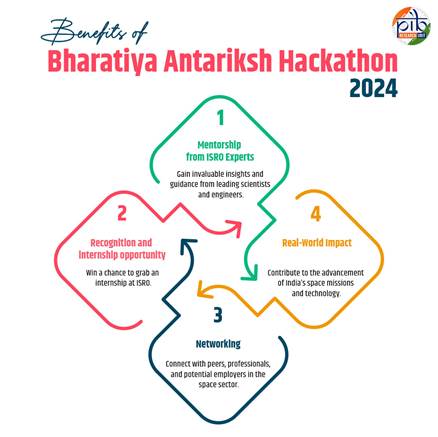 Benefits of
Bharatiya Antariksh Hackathon
2024
pib
RESEARCH UNIT
1
Mentorship
from ISRO Experts
Gain invaluable insights and
guidance from leading scientists
and engineers.
2
Recognition and
internship opportunity
Win a chance to grab an
internship at ISRO.
4
Real-World Impact
Contribute to the advancement
of India's space missions
and technology.
3
Networking
Connect with peers, professionals,
and potential employers in the
space sector.